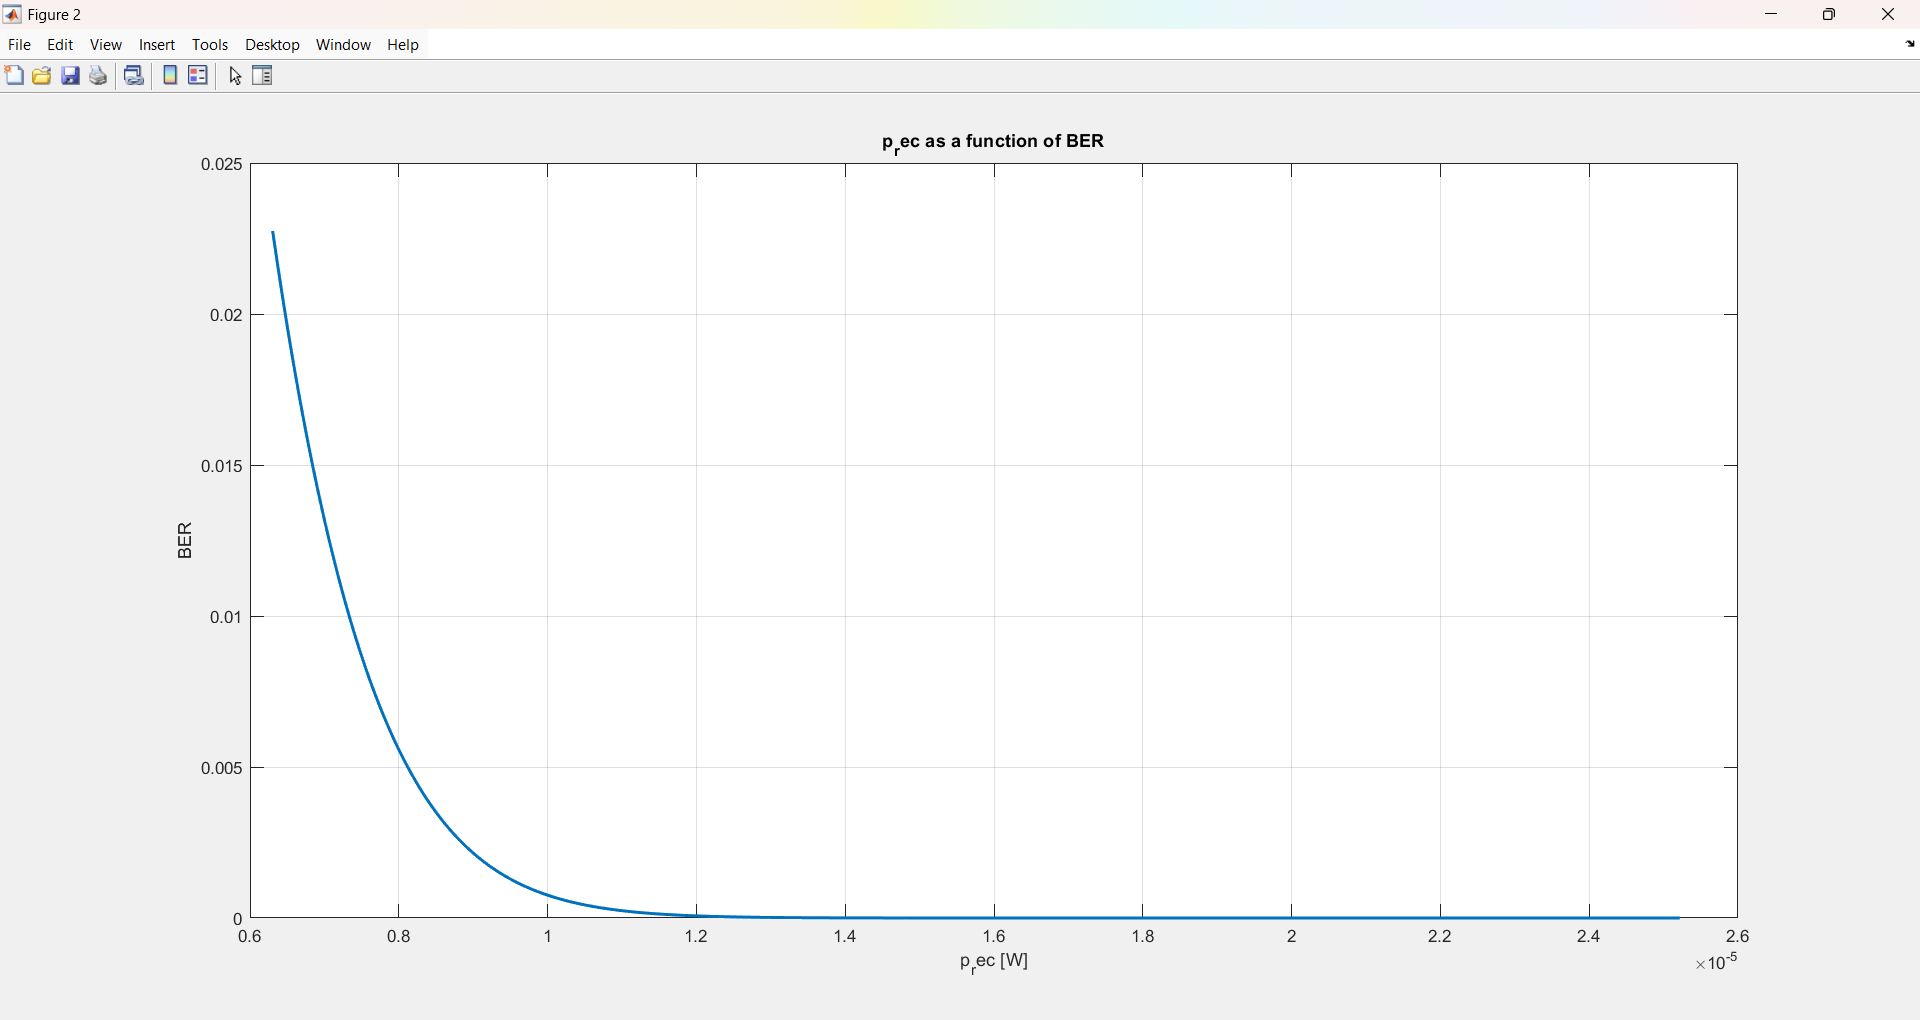 Figure 2
File Edit View Insert Tools Desktop Window Help
p_rec as a function of BER
0.025
0.02
0.015
0.01
0.005
0
BER
0.6 0.8 1 1.2 1.4 1.6 1.8 2 2.2 2.4 2.6
p_rec [W]
×10^-5